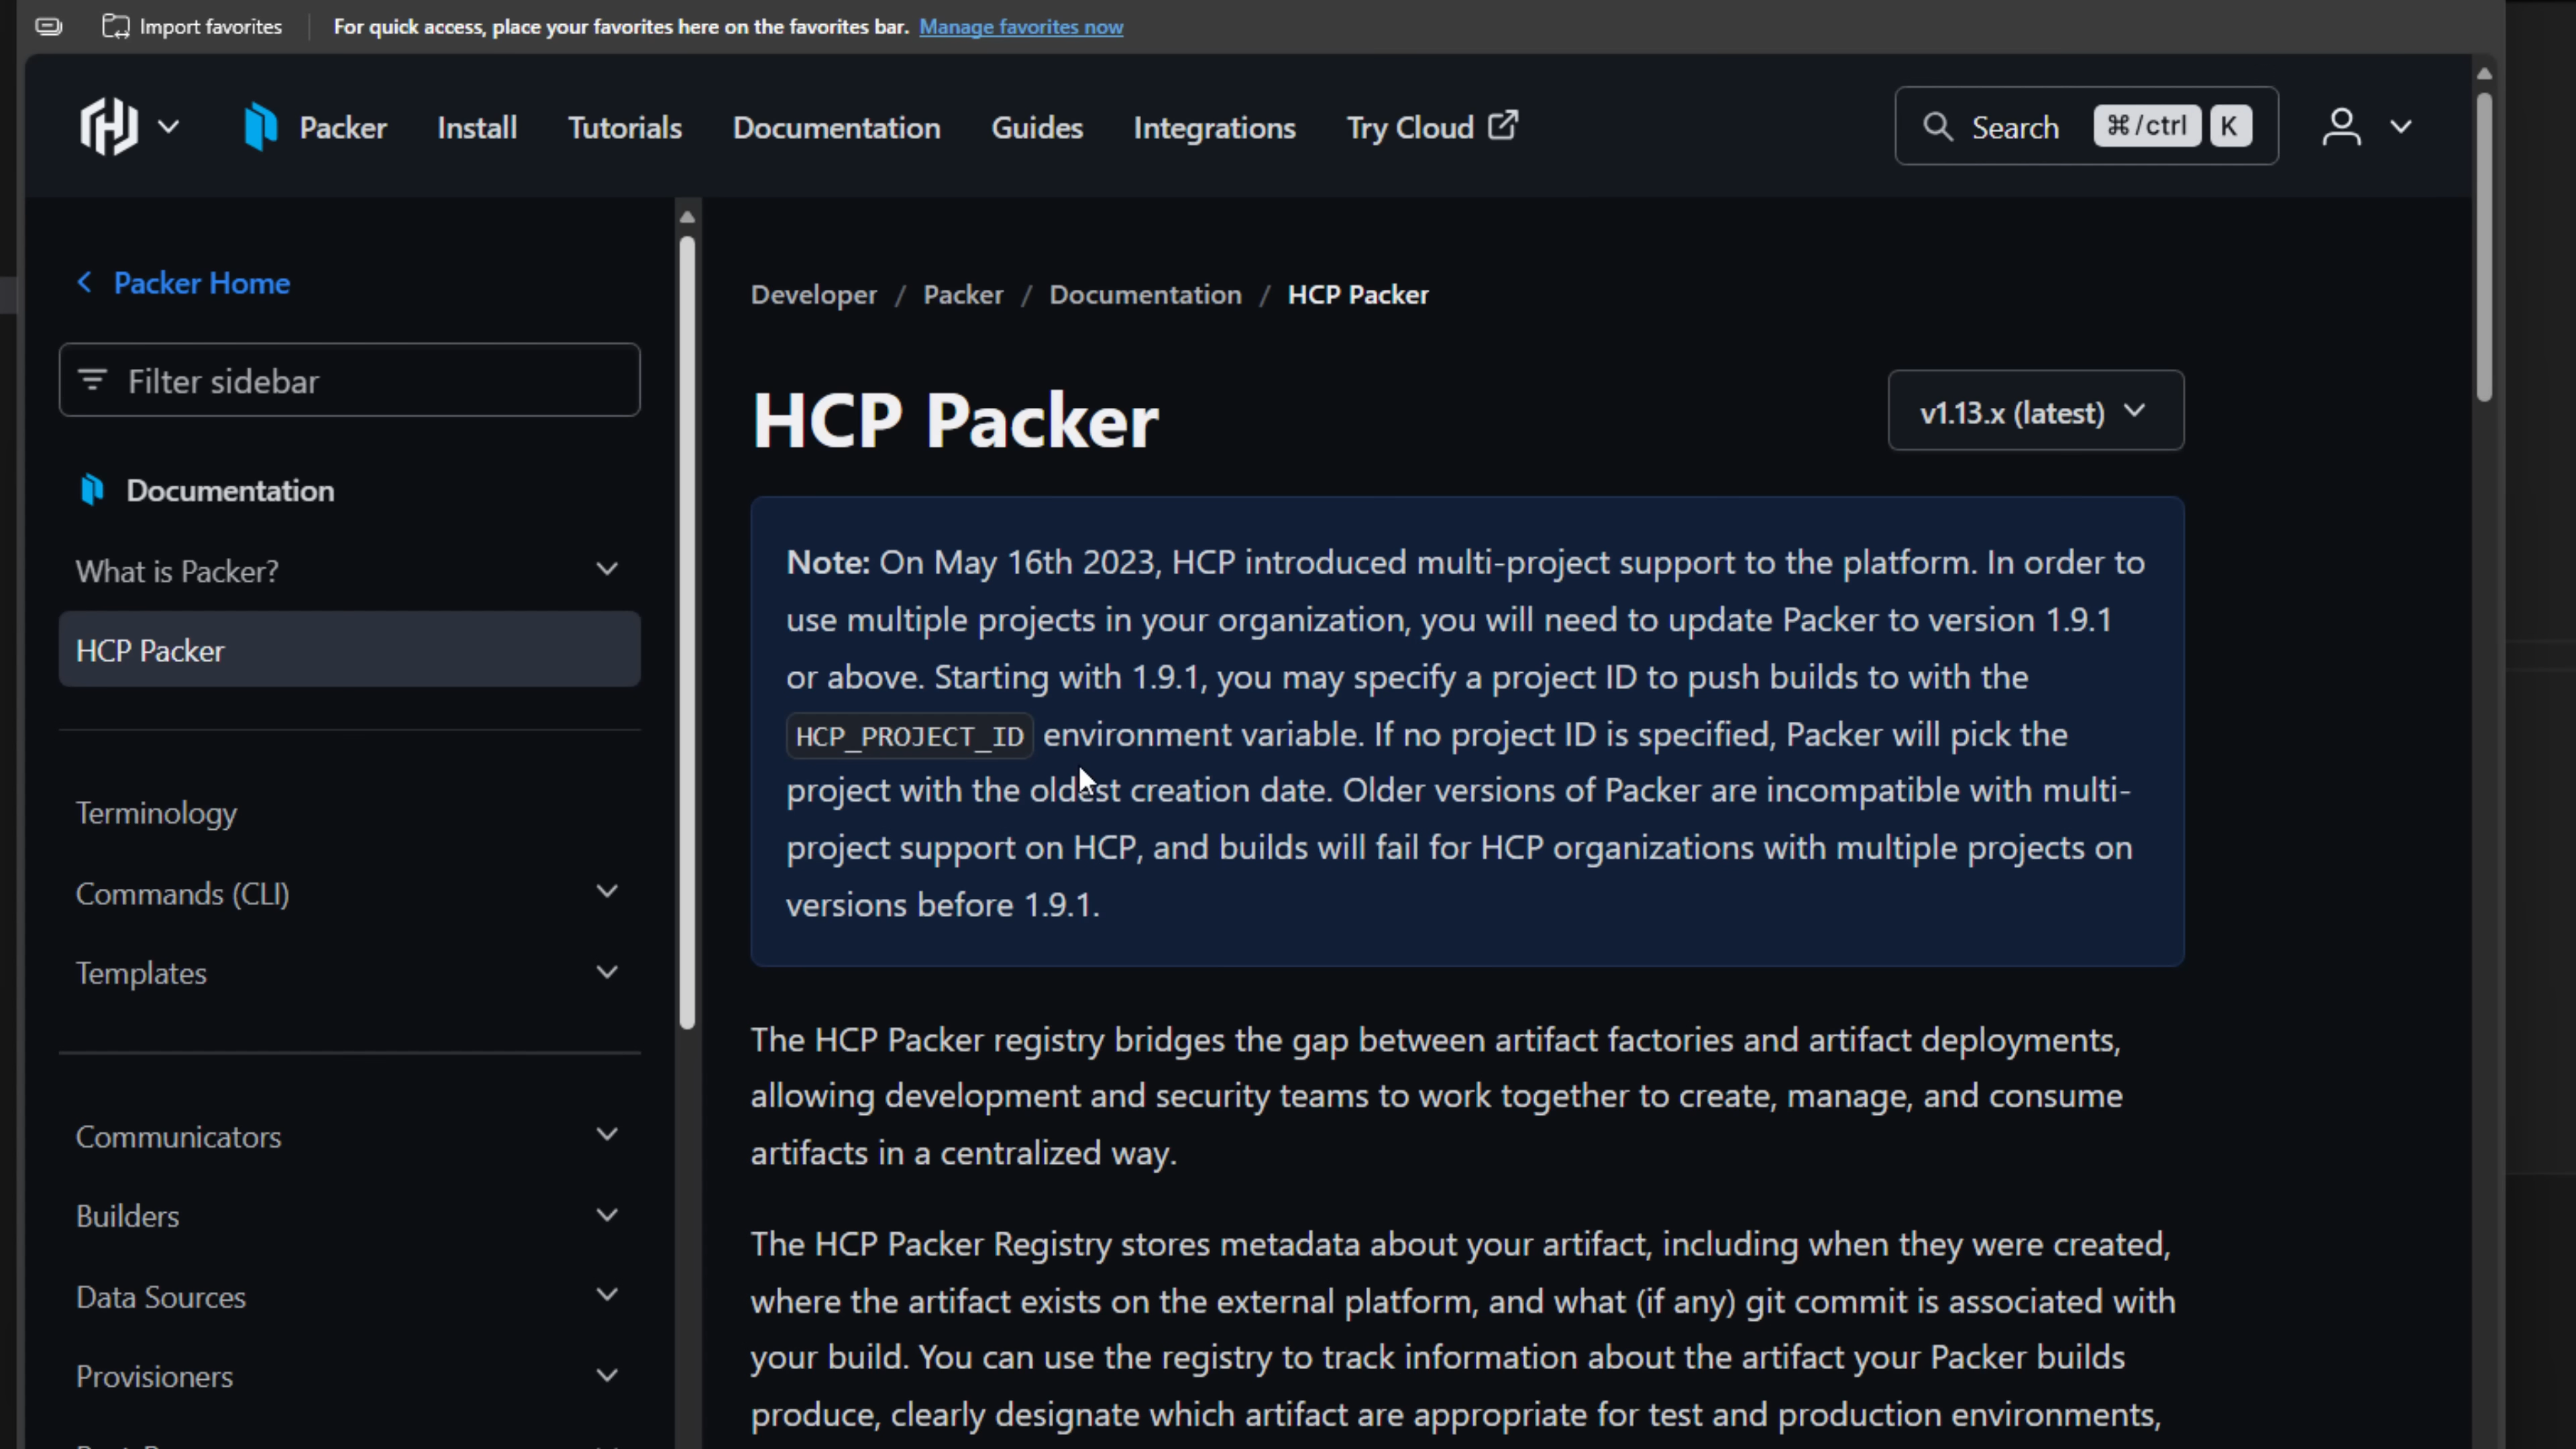 Import favorites
For quick access, place your favorites here on the favorites bar. Manage favorites now
Packer
Install
Tutorials
Documentation
Guides
Integrations
Try Cloud
Search
⌘/ctrl
K
Packer Home
Filter sidebar
Documentation
What is Packer?
HCP Packer
Terminology
Commands (CLI)
Templates
Communicators
Builders
Data Sources
Provisioners
Developer / Packer / Documentation / HCP Packer
HCP Packer
v1.13.x (latest)
Note: On May 16th 2023, HCP introduced multi-project support to the platform. In order to
use multiple projects in your organization, you will need to update Packer to version 1.9.1
or above. Starting with 1.9.1, you may specify a project ID to push builds to with the
HCP_PROJECT_ID environment variable. If no project ID is specified, Packer will pick the
project with the oldest creation date. Older versions of Packer are incompatible with multi-
project support on HCP, and builds will fail for HCP organizations with multiple projects on
versions before 1.9.1.
The HCP Packer registry bridges the gap between artifact factories and artifact deployments,
allowing development and security teams to work together to create, manage, and consume
artifacts in a centralized way.
The HCP Packer Registry stores metadata about your artifact, including when they were created,
where the artifact exists on the external platform, and what (if any) git commit is associated with
your build. You can use the registry to track information about the artifact your Packer builds
produce, clearly designate which artifact are appropriate for test and production environments,